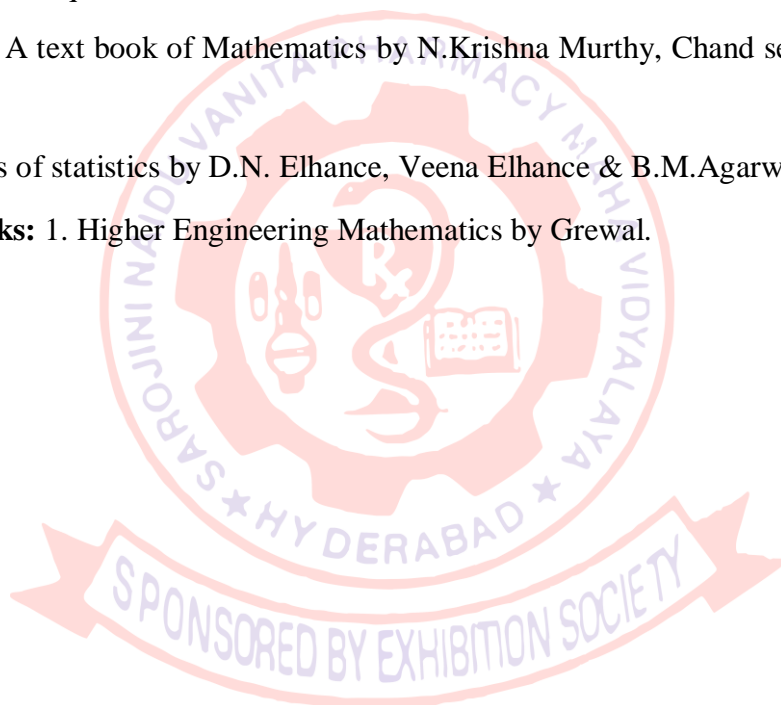 A text book of Mathematics by N.Krishna Murthy, Chand se
s of statistics by D.N. Elhance, Veena Elhance & B.M.Agarw
ks: 1. Higher Engineering Mathematics by Grewal.
SAROJINI NAIDU VANITA PHARMACY MAHA VIDYALAYA
★ HYDERABAD ★
Rx
SPONSORED BY EXHIBITION SOCIETY